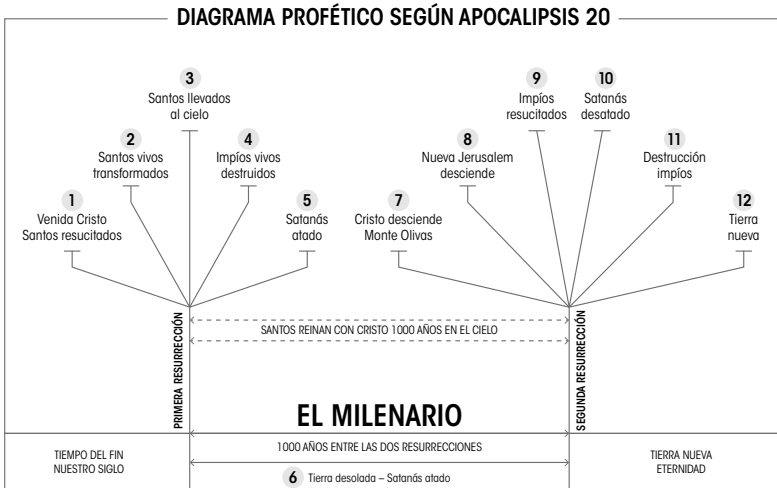 DIAGRAMA PROFÉTICO SEGÚN APOCALIPSIS 20
1
Venida Cristo
Santos resucitados
2
Santos vivos
transformados
3
Santos llevados
al cielo
4
Impíos vivos
destruidos
5
Satanás
atado
7
Cristo desciende
Monte Olivas
8
Nueva Jerusalem
desciende
9
Impíos
resucitados
10
Satanás
desatado
11
Destrucción
impíos
12
Tierra
nueva
PRIMERA RESURRECCIÓN
SANTOS REINAN CON CRISTO 1000 AÑOS EN EL CIELO
SEGUNDA RESURRECCIÓN
EL MILENARIO
TIEMPO DEL FIN
NUESTRO SIGLO
1000 AÑOS ENTRE LAS DOS RESURRECCIONES
6 Tierra desolada – Satanás atado
TIERRA NUEVA
ETERNIDAD